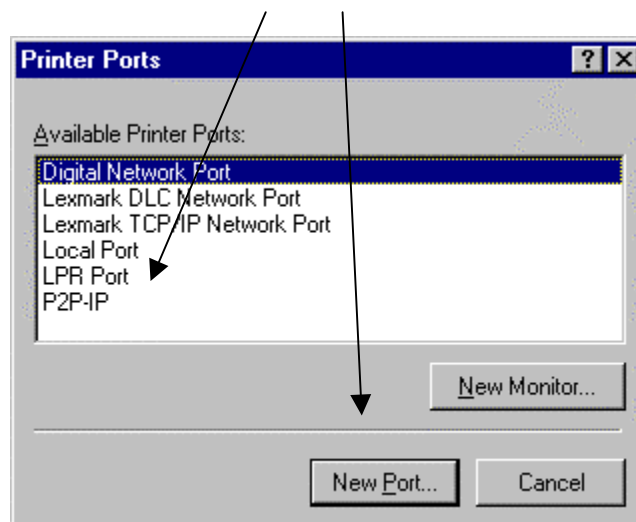 Printer Ports
Available Printer Ports:
Digital Network Port
Lexmark DLC Network Port
Lexmark TCP/IP Network Port
Local Port
LPR Port
P2P-IP
New Monitor...
New Port... Cancel